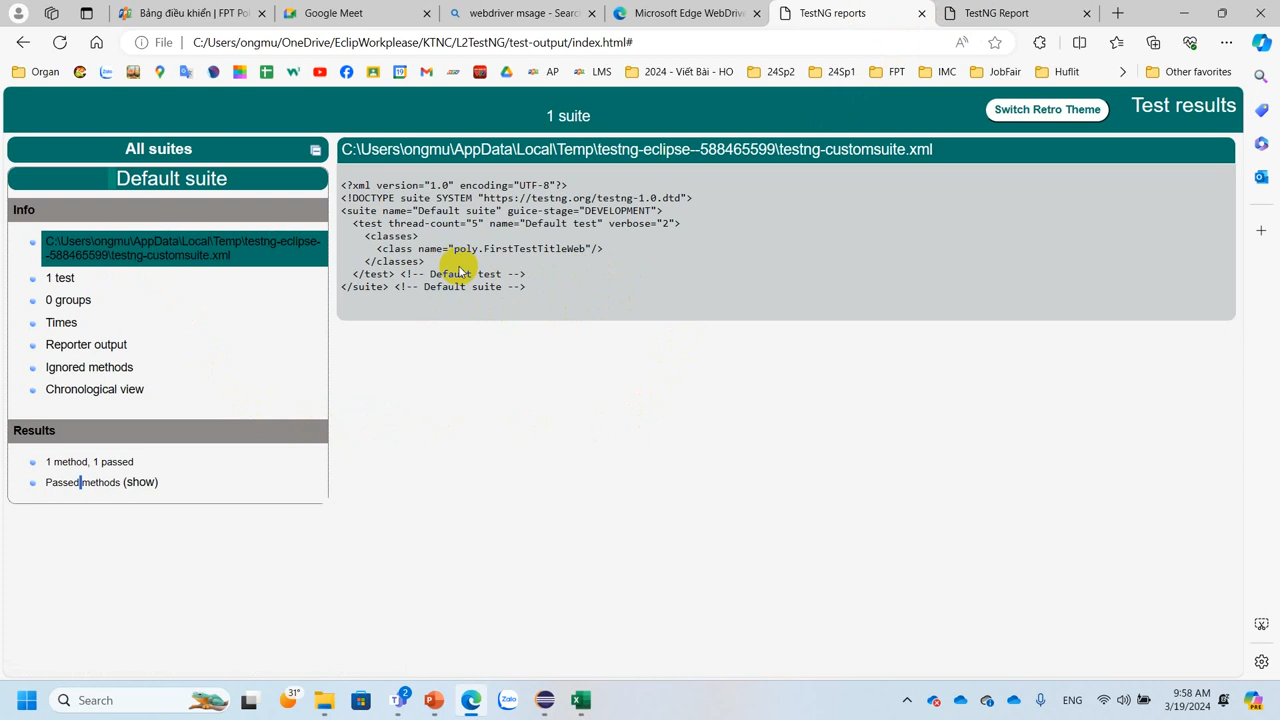 Bảng điều khiển | FPT Pol
Google Meet
webdriver msage - Search
Microsoft Edge WebDrive
TestNG reports
TestNG Report
File
C:/Users/ongmu/OneDrive/EclipWorkplease/KTNC/L2TestNG/test-output/index.html#
Organ
AP
LMS
2024 - Viết Bài - HO
24Sp2
24Sp1
FPT
IMC
JobFair
Huflit
Other favorites
1 suite
Switch Retro Theme
Test results
All suites
Default suite
Info
C:\Users\ongmu\AppData\Local\Temp\testng-eclipse-
-588465599\testng-customsuite.xml
1 test
0 groups
Times
Reporter output
Ignored methods
Chronological view
Results
1 method, 1 passed
Passed methods (show)
C:\Users\ongmu\AppData\Local\Temp\testng-eclipse--588465599\testng-customsuite.xml
<?xml version="1.0" encoding="UTF-8"?>
<!DOCTYPE suite SYSTEM "https://testng.org/testng-1.0.dtd">
<suite name="Default suite" guice-stage="DEVELOPMENT">
<test thread-count="5" name="Default test" verbose="2">
<classes>
<class name="poly.FirstTestTitleWeb"/>
</classes>
</test> <!-- Default test -->
</suite> <!-- Default suite -->
Search
31°
2
Zalo
ENG
9:58 AM
3/19/2024